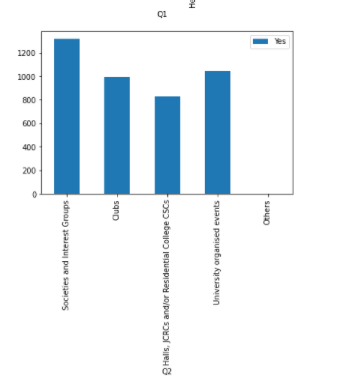 Q1
Yes
1200
1000
800
600
400
200
0
Societies and Interest Groups
Clubs
Halls, JCRCs and/or Residential College CSCs
University organised events
Others
Q2